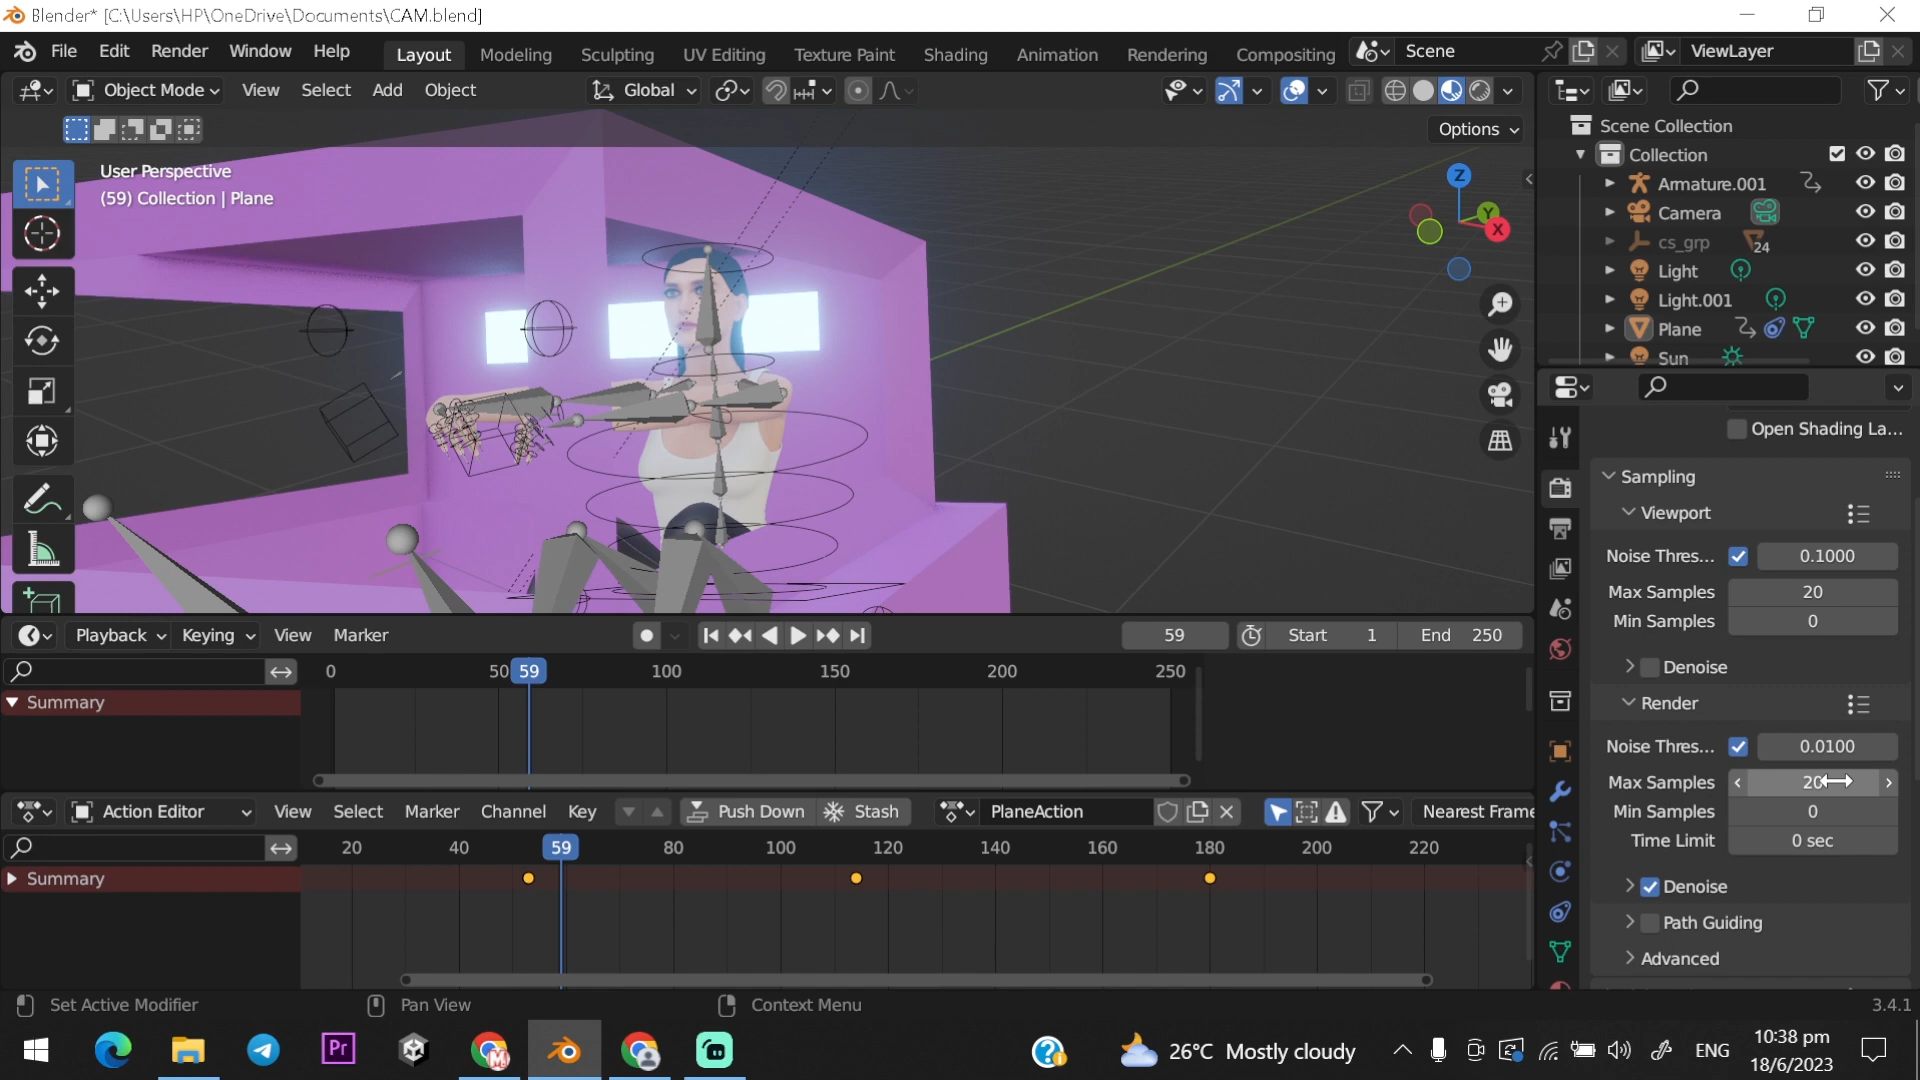 Blender* [C:\Users\HP\OneDrive\Documents\CAM.blend]
File Edit Render Window Help Layout Modeling Sculpting UV Editing Texture Paint Shading Animation Rendering Compositing Scene ViewLayer
Object Mode View Select Add Object Global
Options
User Perspective
(59) Collection | Plane
Z
Y
X
Scene Collection
Collection
Armature.001
Camera
cs_grp 24
Light
Light.001
Plane
Sun
Open Shading La...
Sampling
Viewport
Noise Thres... 0.1000
Max Samples 20
Min Samples 0
Denoise
Render
Noise Thres... 0.0100
Max Samples 20
Min Samples 0
Time Limit 0 sec
Denoise
Path Guiding
Advanced
Playback Keying View Marker 59 Start 1 End 250
0 50 59 100 150 200 250
Summary
Action Editor View Select Marker Channel Key Push Down Stash PlaneAction Nearest Frame
20 40 59 80 100 120 140 160 180 200 220
Summary
Set Active Modifier Pan View Context Menu 3.4.1
Pr M 26°C Mostly cloudy ENG 10:38 pm
18/6/2023